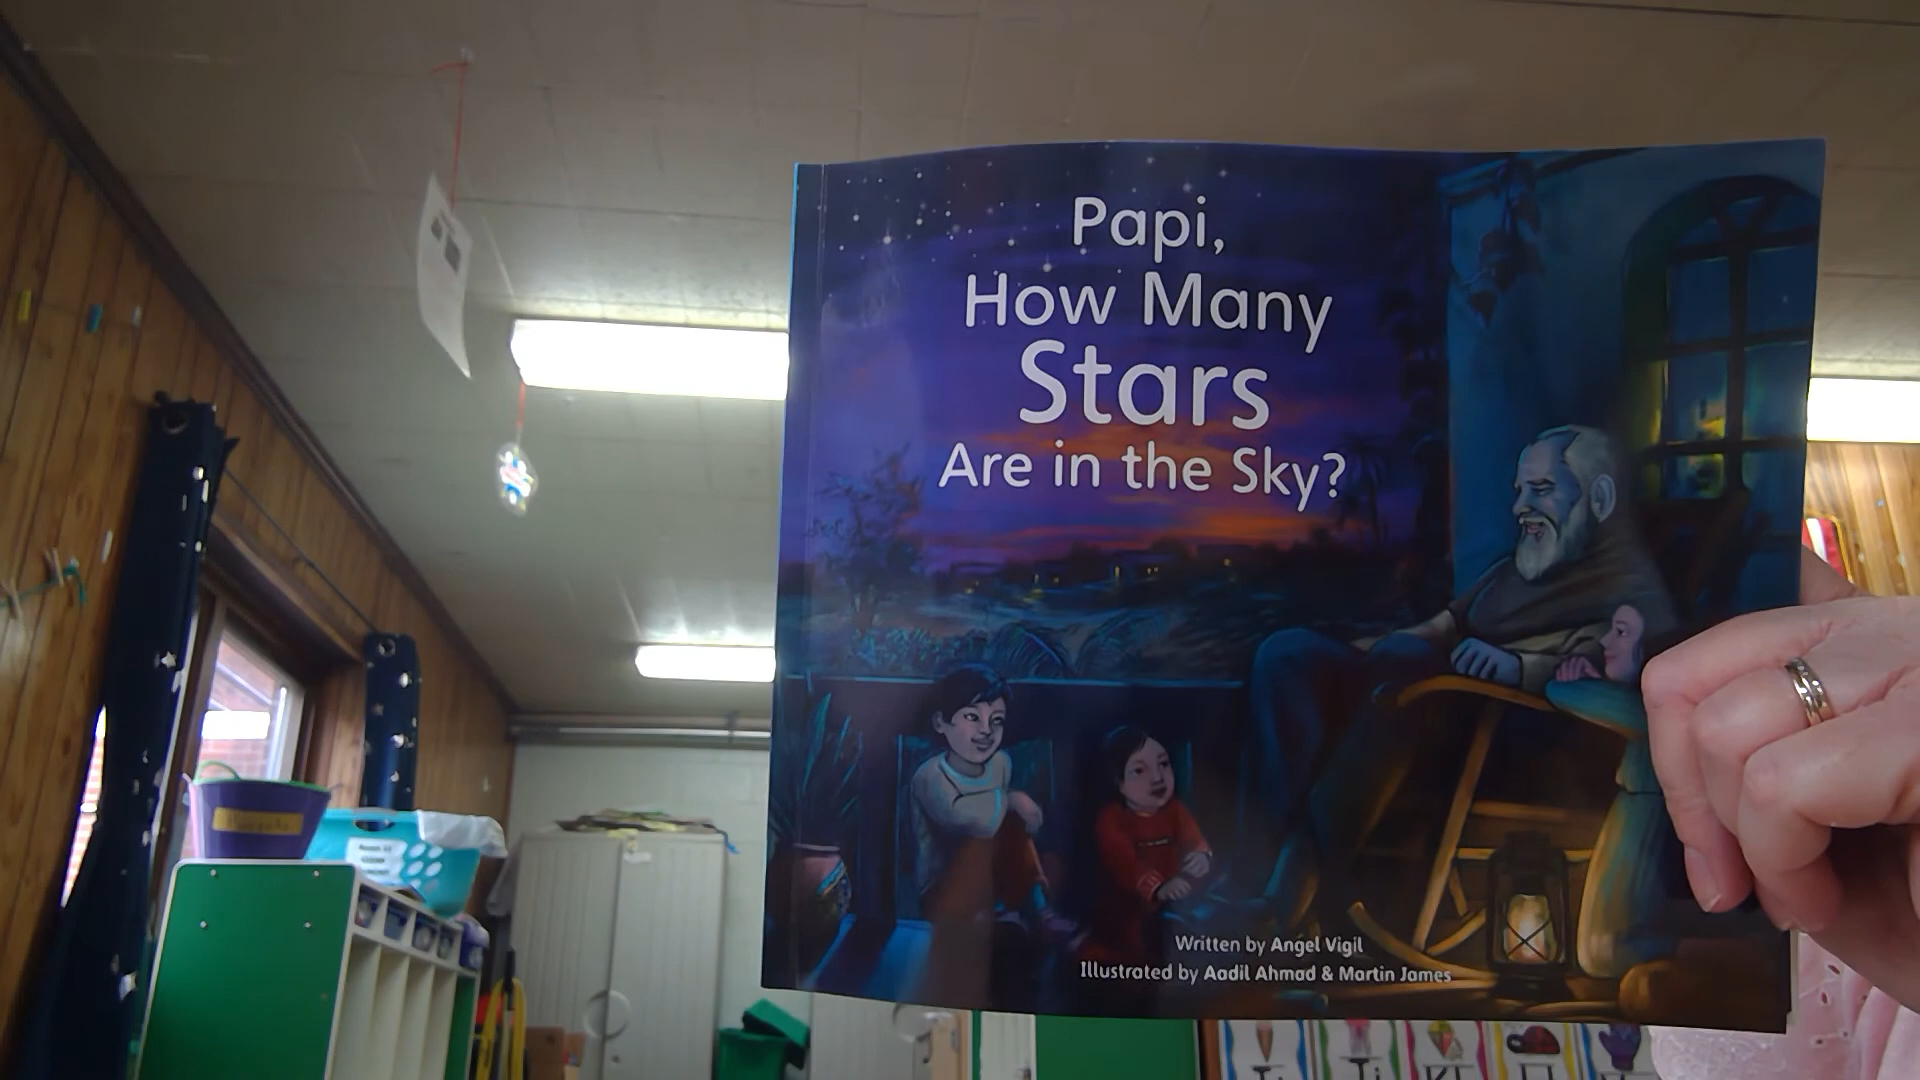 Papi,
How Many
Stars
Are in the Sky?
Written by Angel Vigil
Illustrated by Aadil Ahmad & Martin James